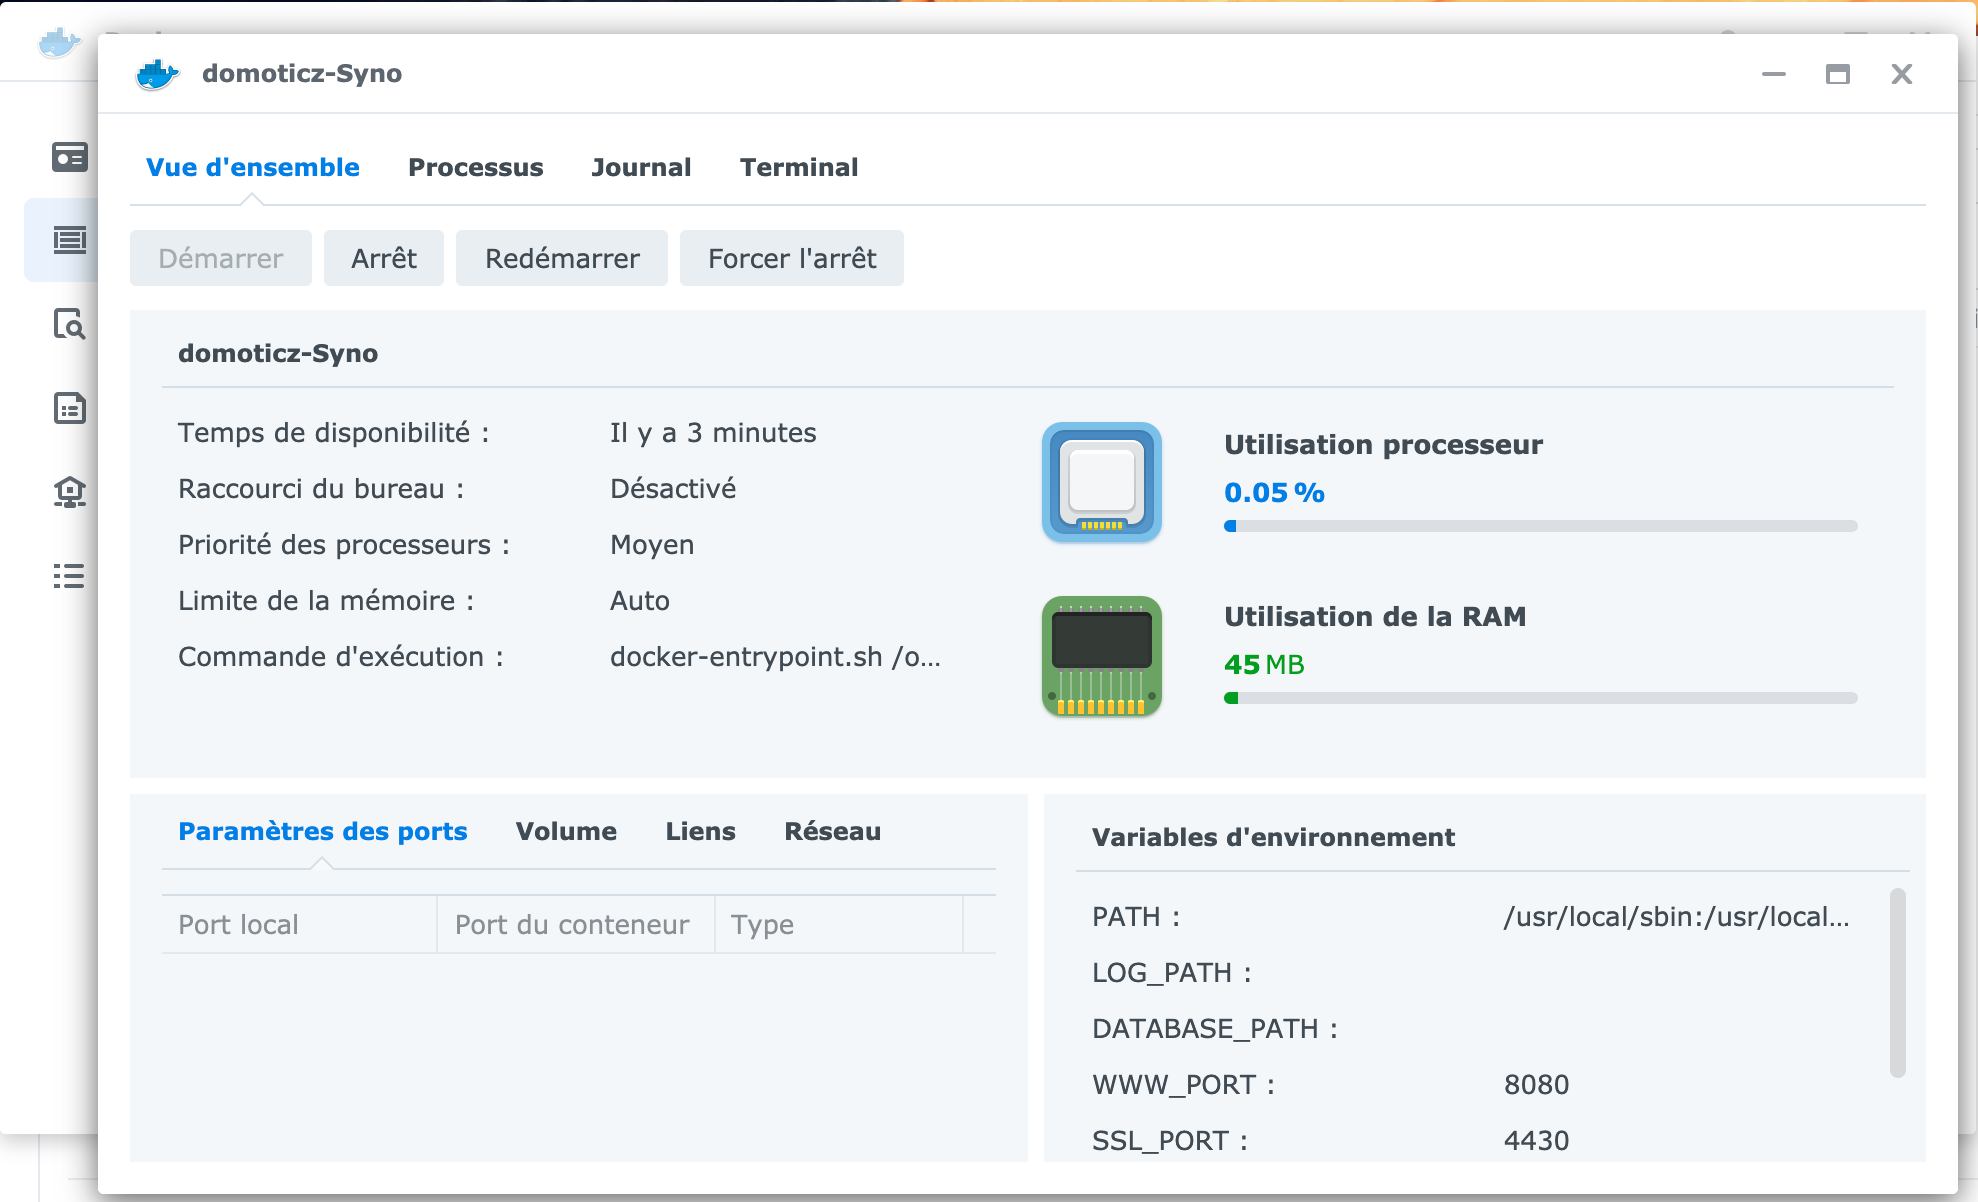 domoticz-Syno
Vue d'ensemble Processus Journal Terminal
Démarrer Arrêt Redémarrer Forcer l'arrêt
domoticz-Syno
Temps de disponibilité : Il y a 3 minutes
Raccourci du bureau : Désactivé
Priorité des processeurs : Moyen
Limite de la mémoire : Auto
Commande d'exécution : docker-entrypoint.sh /o...
Utilisation processeur
0.05 %
Utilisation de la RAM
45 MB
Paramètres des ports Volume Liens Réseau
Port local Port du conteneur Type
Variables d'environnement
PATH : /usr/local/sbin:/usr/local...
LOG_PATH :
DATABASE_PATH :
WWW_PORT : 8080
SSL_PORT : 4430